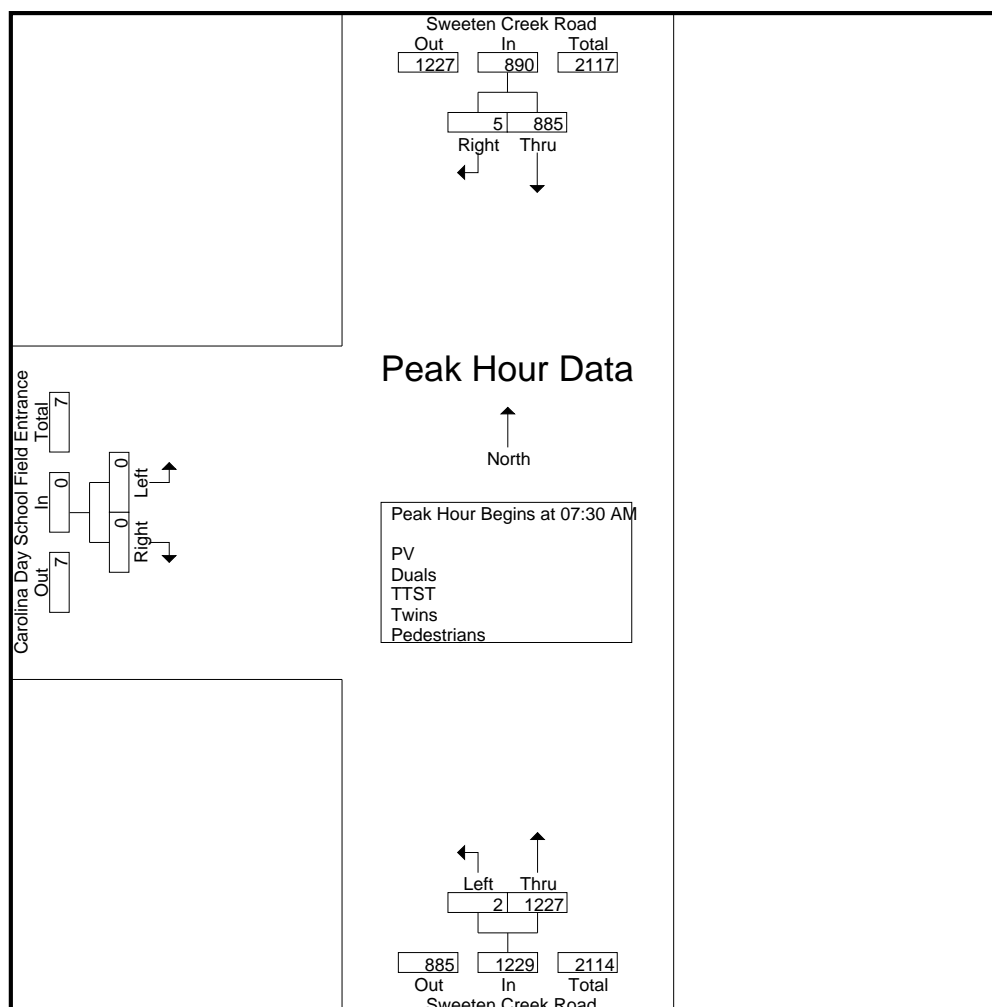 Sweeten Creek Road
Out In Total
1227 890 2117
5 885
Right Thru
Peak Hour Data
North
Carolina Day School Field Entrance
Out In Total
7 0 7
0 0
Right Left
Peak Hour Begins at 07:30 AM
PV
Duals
TTST
Twins
Pedestrians
Left Thru
2 1227
885 1229 2114
Out In Total
Sweeten Creek Road